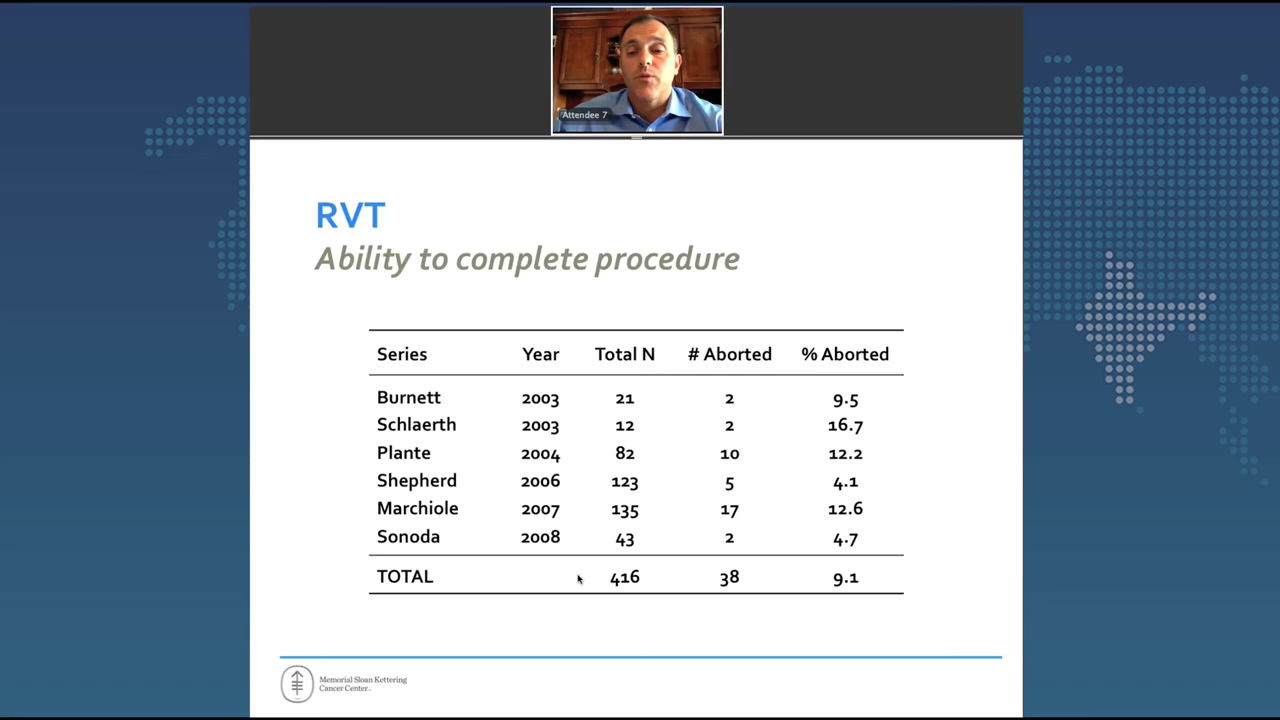 Attendee 7
RVT
Ability to complete procedure
Series Year Total N # Aborted % Aborted
Burnett 2003 21 2 9.5
Schlaerth 2003 12 2 16.7
Plante 2004 82 10 12.2
Shepherd 2006 123 5 4.1
Marchiole 2007 135 17 12.6
Sonoda 2008 43 2 4.7
TOTAL 416 38 9.1
Memorial Sloan Kettering
Cancer Center